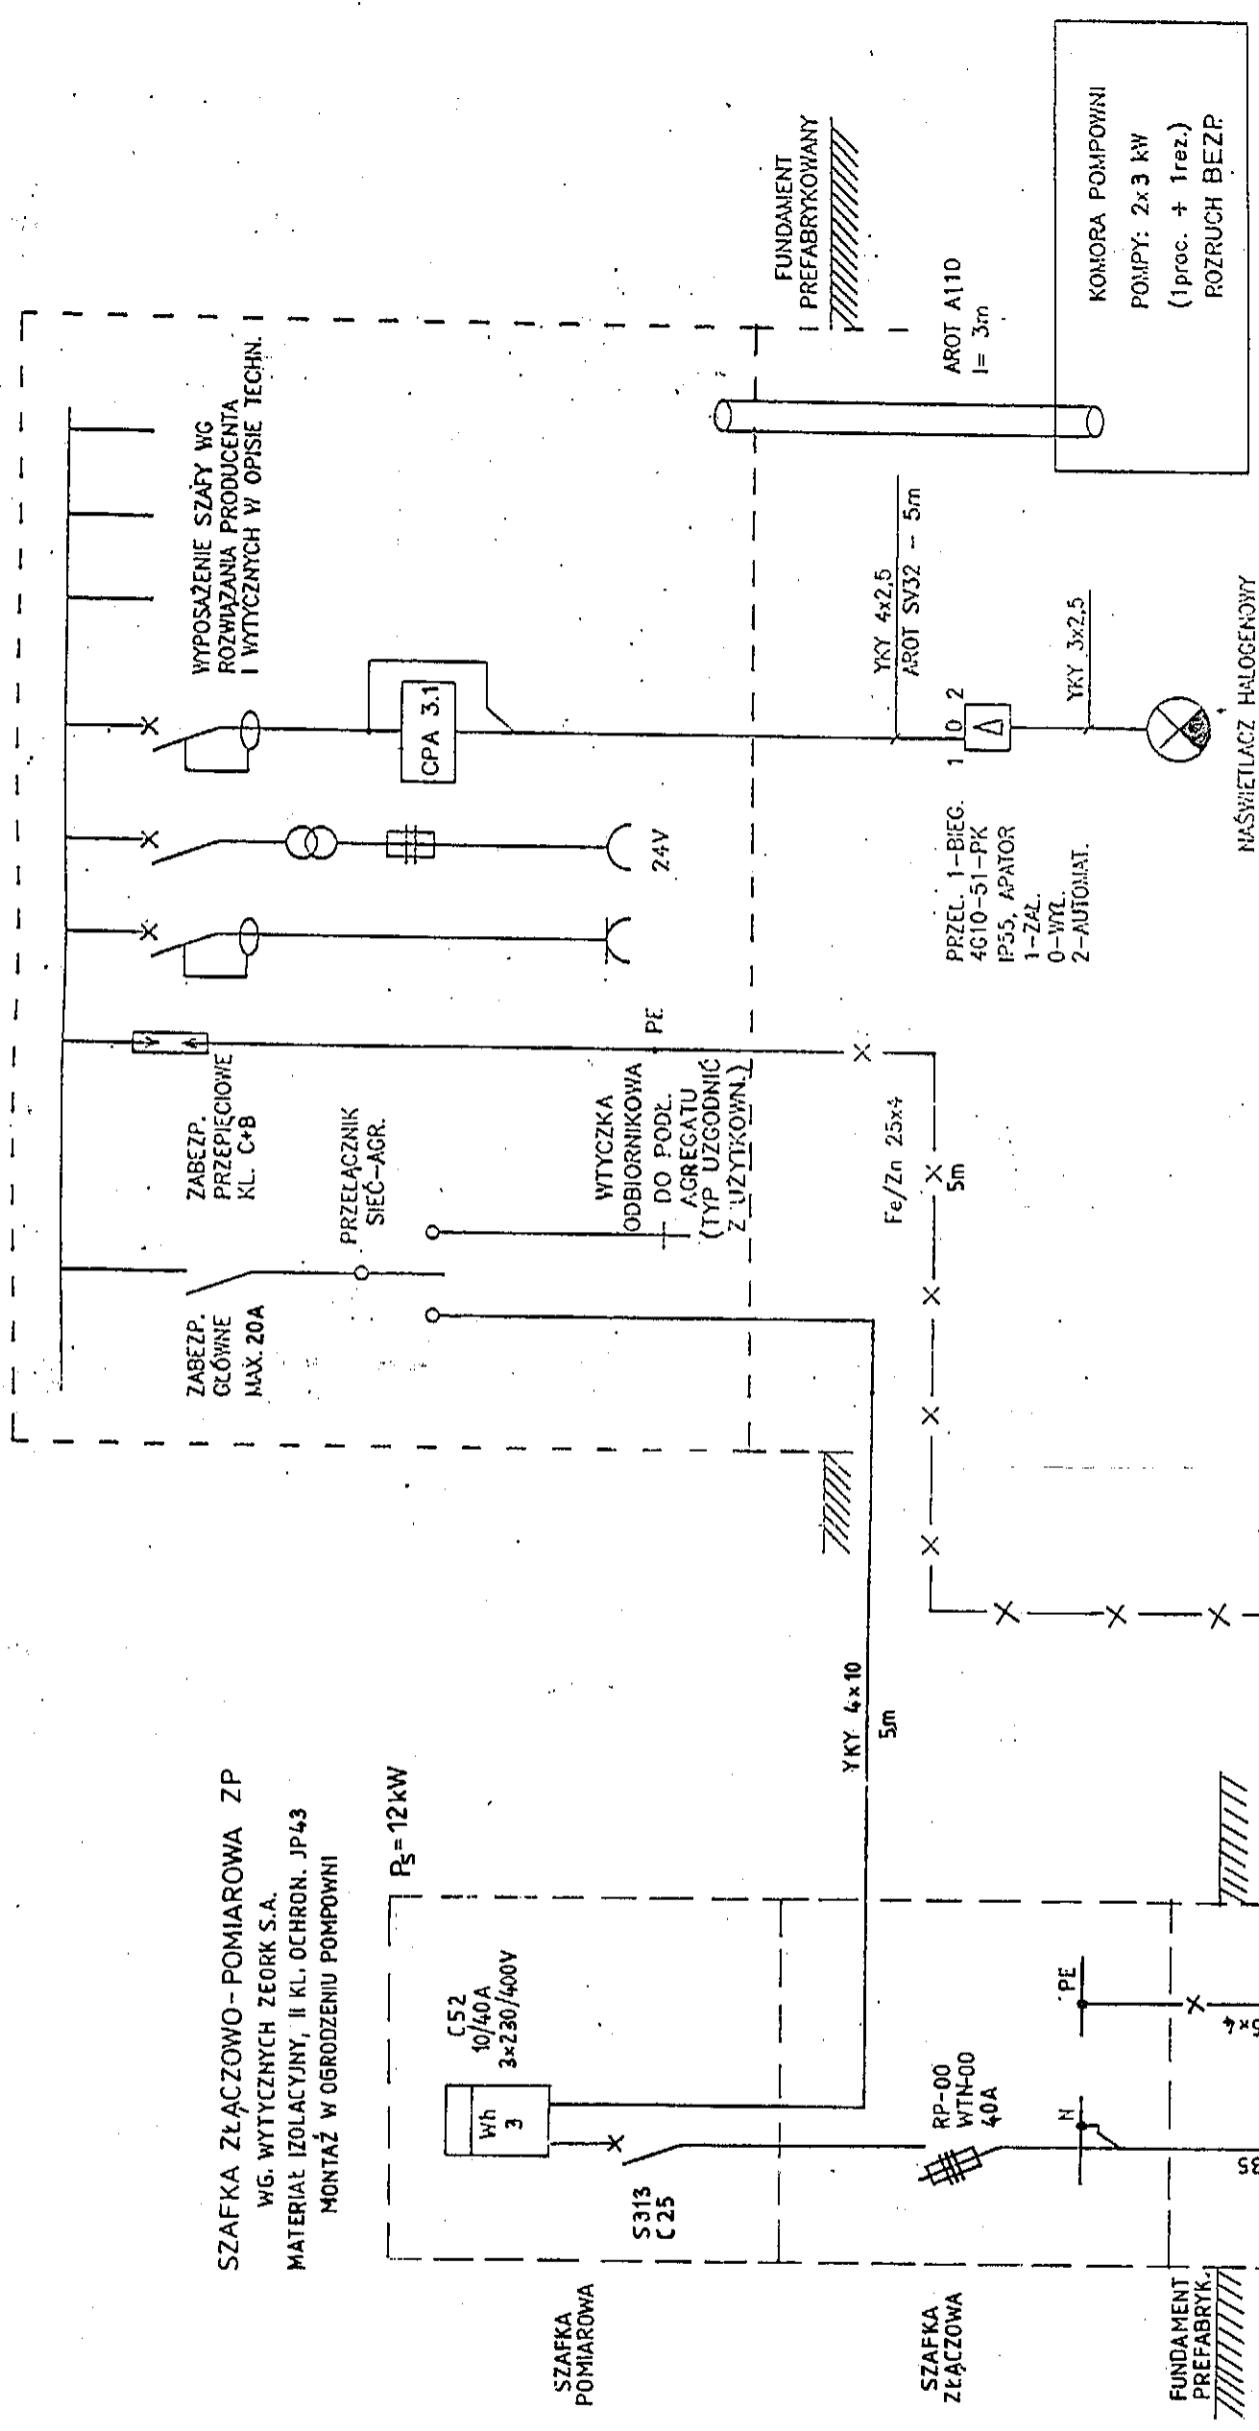 SZAFKA ZŁĄCZOWO-POMIAROWA ZP
WG. WYTYCZNYCH ZEORK S.A.
MATERIAŁ IZOLACYJNY, II KL. OCHRON. JP43
MONTAŻ W OGRODZENIU POMPOWNI
Ps=12kW
SZAFKA
POMIAROWA
C52
10/40A
3x230/400V
Wh
3
S313
C25
SZAFKA
ZŁĄCZOWA
RP-00
WTN-00
40A
N
PE
FUNDAMENT
PREFABRYK.
35
5x4
YKY 4x10
5m
ZABEZP.
GŁÓWNE
MAX.20A
PRZEŁĄCZNIK
SIEĆ-AGR.
ZABEZP.
PRZEPIĘCIOWE
KL. C+B
WTYCZKA
ODBIORNIKOWA
DO PODŁ.
AGREGATU
(TYP UZGODNIĆ
Z UŻYTKOWN.)
PE
Fe/Zn 25x4
5m
24V
CPA 3.1
WYPOSAŻENIE SZAFY WG
ROZWIĄZANIA PRODUCENTA
I WYTYCZNYCH W OPISIE TECHN.
PRZEŁ. 1-BIEG.
4G10-51-PK
IP55, APATOR
1-ZAŁ.
0-WYŁ.
2-AUTOMAT.
1 0 2
YKY 4x2,5
AROT SV32 - 5m
YKY 3x2,5
NAŚWIETLACZ HALOGENOWY
FUNDAMENT
PREFABRYKOWANY
AROT A110
l= 3m
KOMORA POMPOWNI
POMPY: 2x3 kW
(1prac. + 1rez.)
ROZRUCH BEZP.